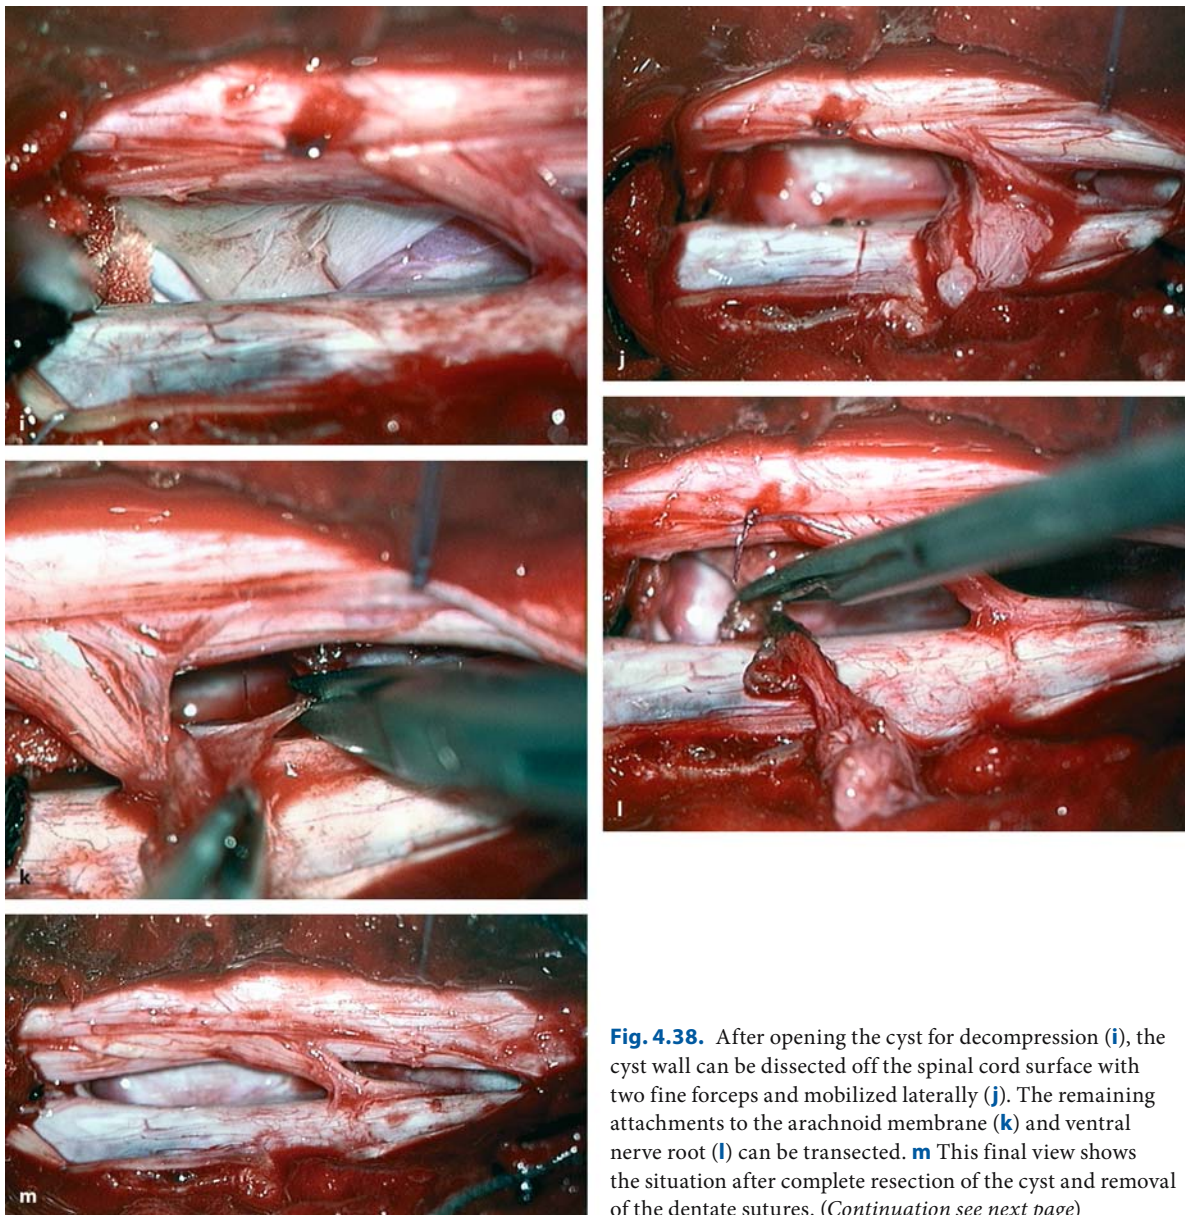 i
j
k
l
m
Fig. 4.38. After opening the cyst for decompression (i), the
cyst wall can be dissected off the spinal cord surface with
two fine forceps and mobilized laterally (j). The remaining
attachments to the arachnoid membrane (k) and ventral
nerve root (l) can be transected. m This final view shows
the situation after complete resection of the cyst and removal
of the dentate sutures. (Continuation see next page)